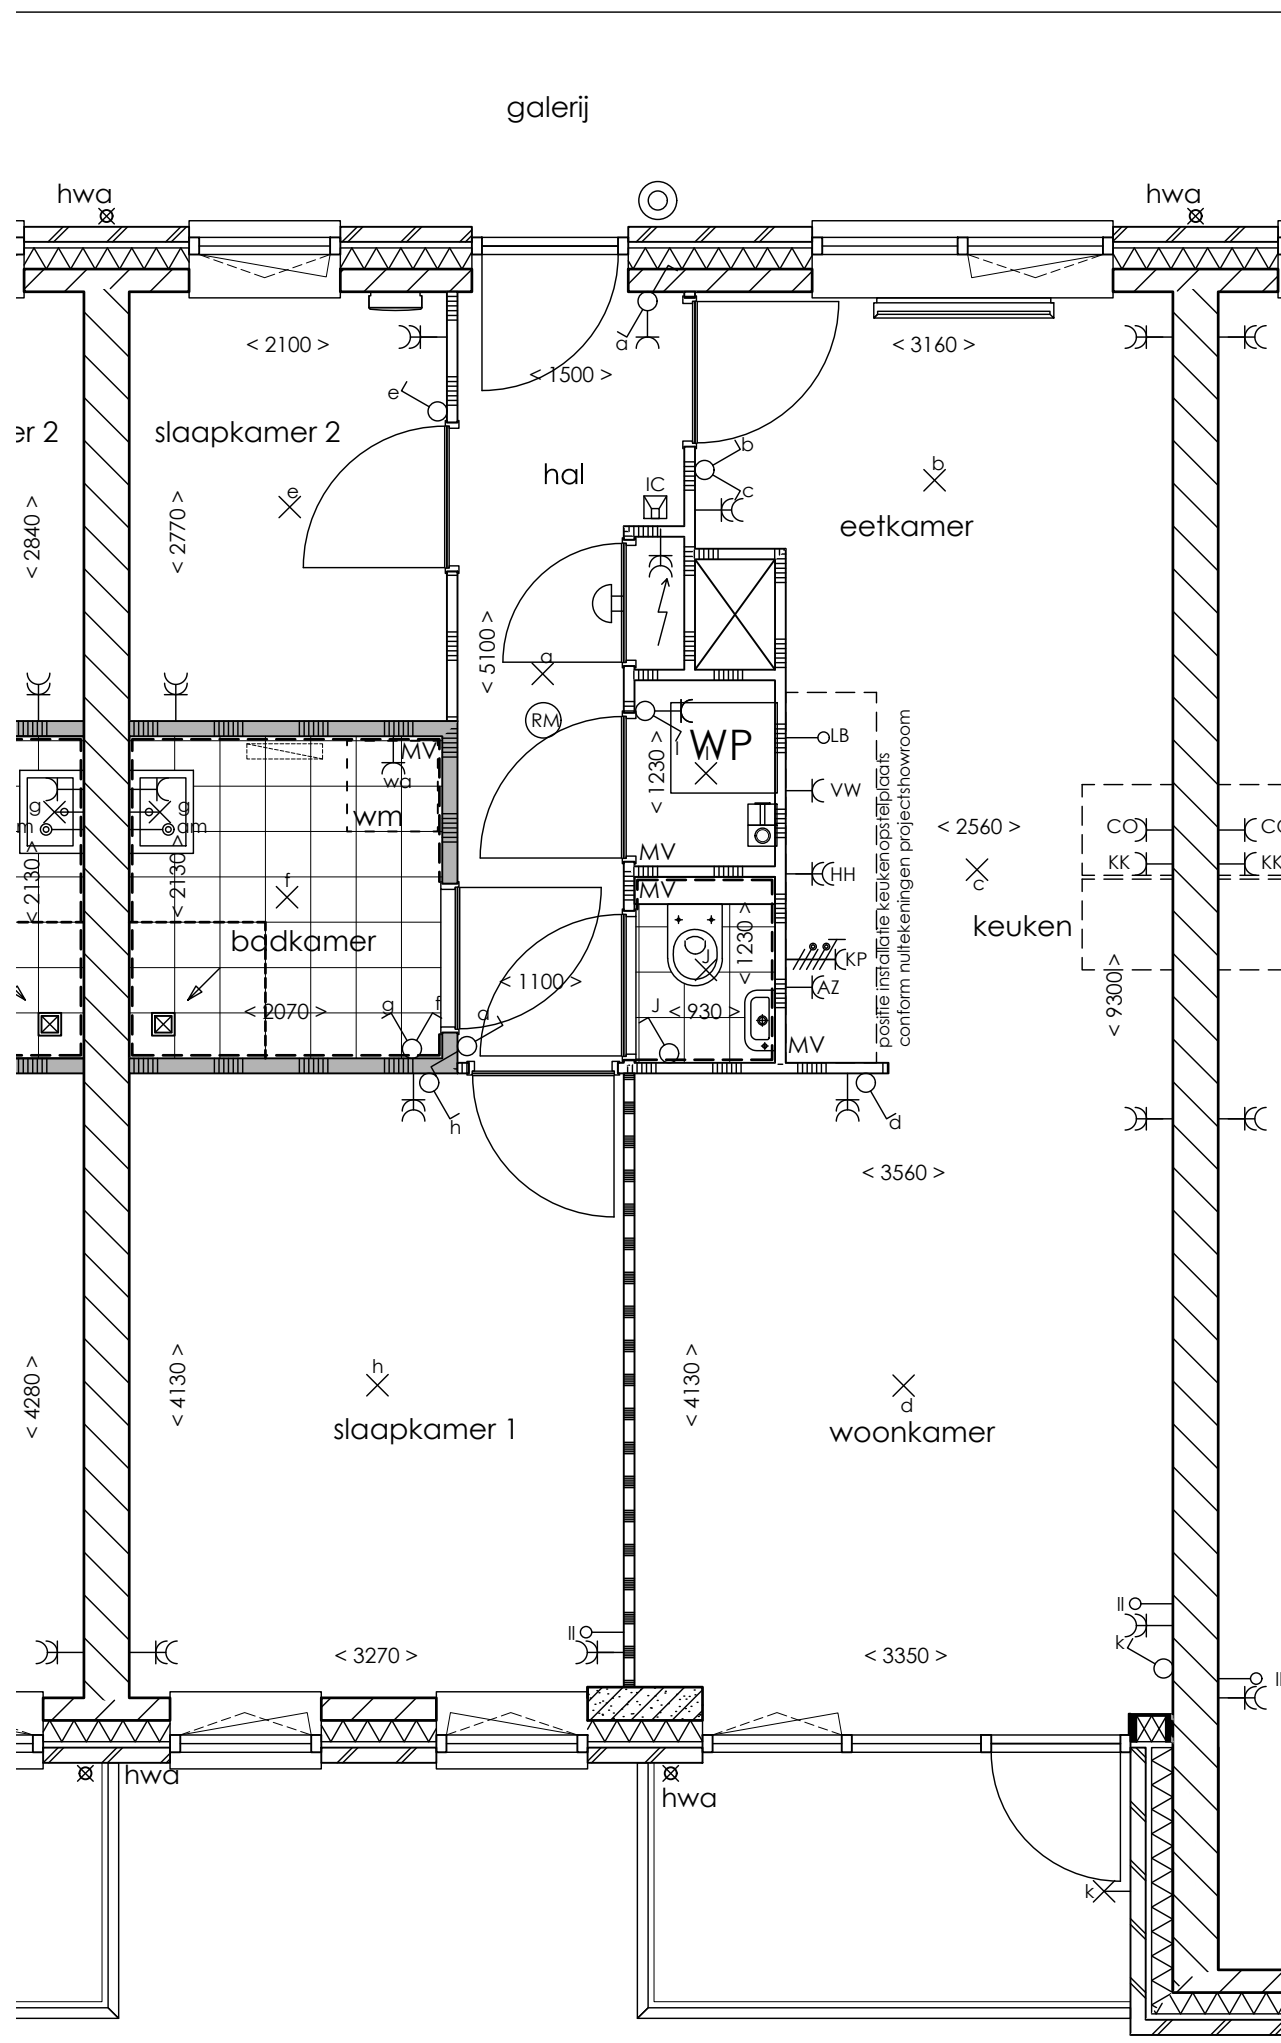 galerij
hwa
hwa
< 2100 >
< 1500 >
a
< 3160 >
e
er 2
slaapkamer 2
hal
b
c
b
e
IC
eetkamer
< 2840 >
< 2770 >
< 5100 >
a
RM
WP
< 1230 >
LB
VW
HH
KP
AZ
MV
positie installatie keukenopstelplaats
conform nultekeningen projectshowroom
MV
wa
wm
g
am
g
am
< 2130 >
< 2130 >
f
badkamer
< 2070 >
g
f
a
< 1100 >
MV
MV
J
< 1230 >
J
< 930 >
< 2560 >
c
keuken
CO
KK
CO
KK
< 9300 >
h
d
< 3560 >
< 4280 >
< 4130 >
h
slaapkamer 1
< 4130 >
d
woonkamer
II
< 3270 >
< 3350 >
II
k
hwa
hwa
k